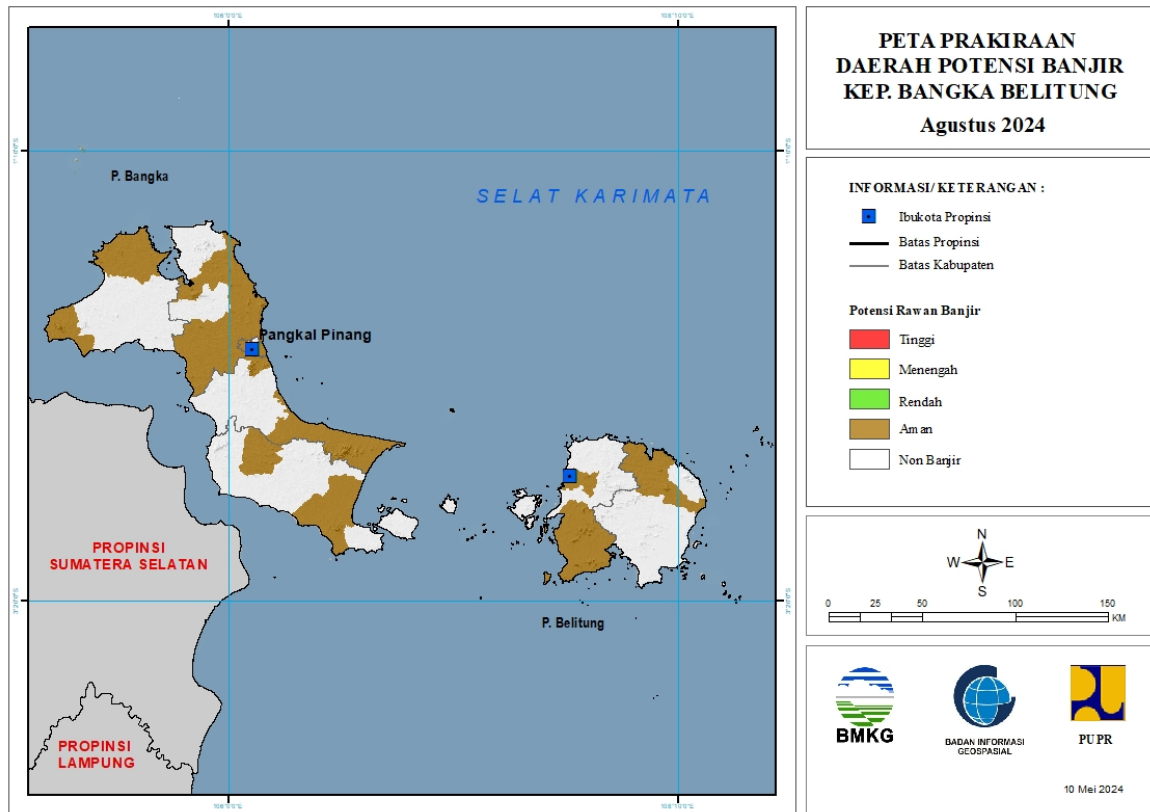 PETA PRAKIRAAN
DAERAH POTENSI BANJIR
KEP. BANGKA BELITUNG
Agustus 2024
INFORMASI/ KETERANGAN :
Ibukota Propinsi
Batas Propinsi
Batas Kabupaten
Potensi Rawan Banjir
Tinggi
Menengah
Rendah
Aman
Non Banjir
N
W E
S
0 25 50 100 150
KM
BMKG
BADAN INFORMASI
GEOSPASIAL
PUPR
10 Mei 2024
P. Bangka
SELAT KARIMATA
Pangkal Pinang
PROPINSI
SUMATERA SELATAN
P. Belitung
PROPINSI
LAMPUNG